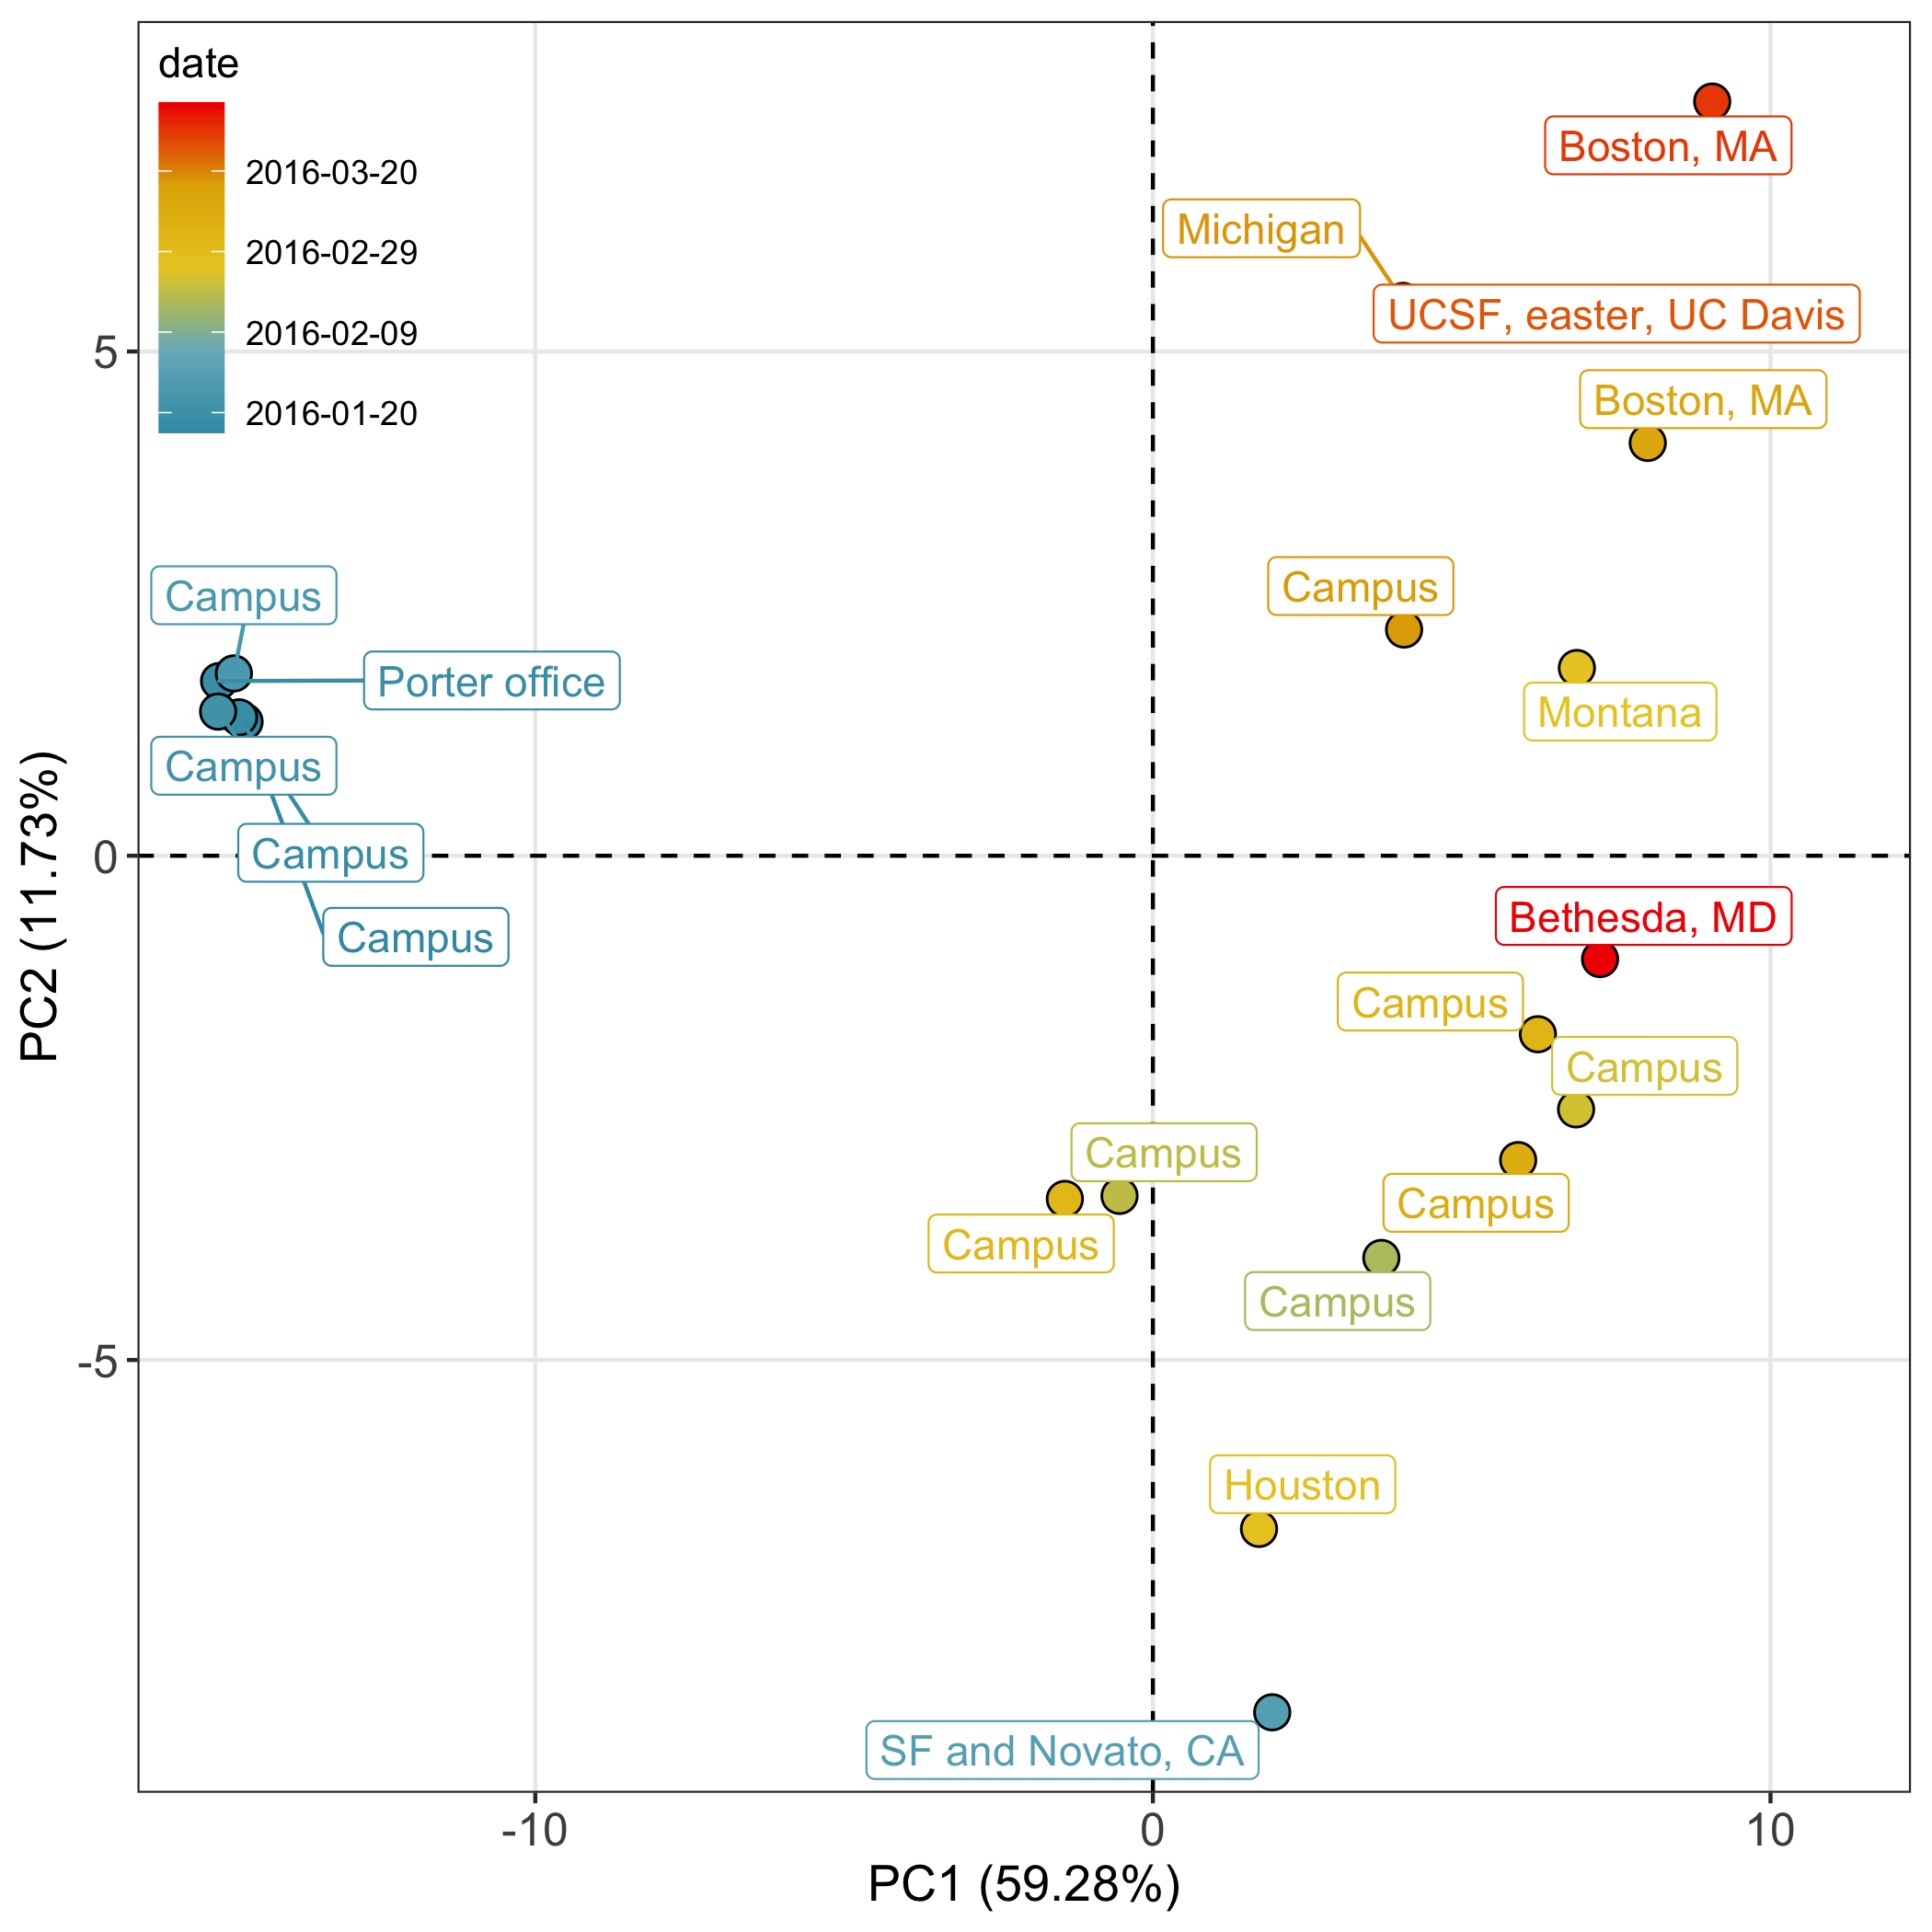 date
2016-03-20
2016-02-29
2016-02-09
2016-01-20
Boston, MA
Michigan
UCSF, easter, UC Davis
Boston, MA
Campus
Campus
Porter office
Montana
Campus
Campus
Campus
Bethesda, MD
Campus
Campus
Campus
Campus
Campus
Campus
Houston
SF and Novato, CA
5
0
-5
PC2 (11.73%)
-10
0
10
PC1 (59.28%)